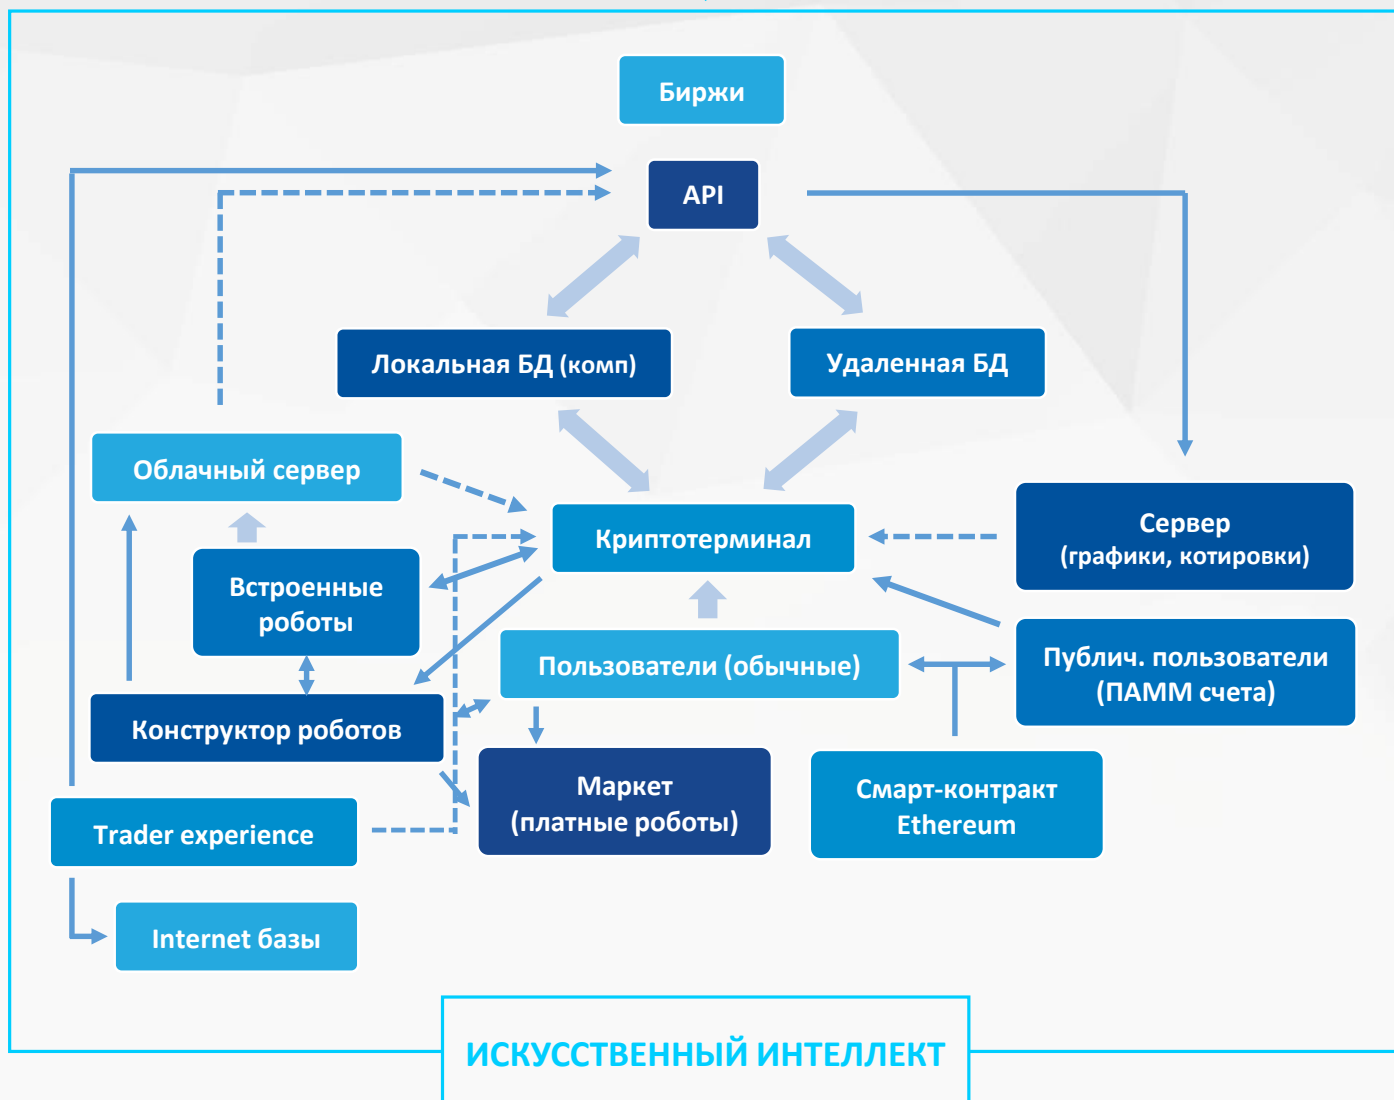 Биржи
API
Локальная БД (комп)
Удаленная БД
Облачный сервер
Криптотерминал
Сервер
(графики, котировки)
Встроенные
роботы
Пользователи (обычные)
Публич. пользователи
(ПАММ счета)
Конструктор роботов
Маркет
(платные роботы)
Смарт-контракт
Ethereum
Trader experience
Internet базы
ИСКУССТВЕННЫЙ ИНТЕЛЛЕКТ